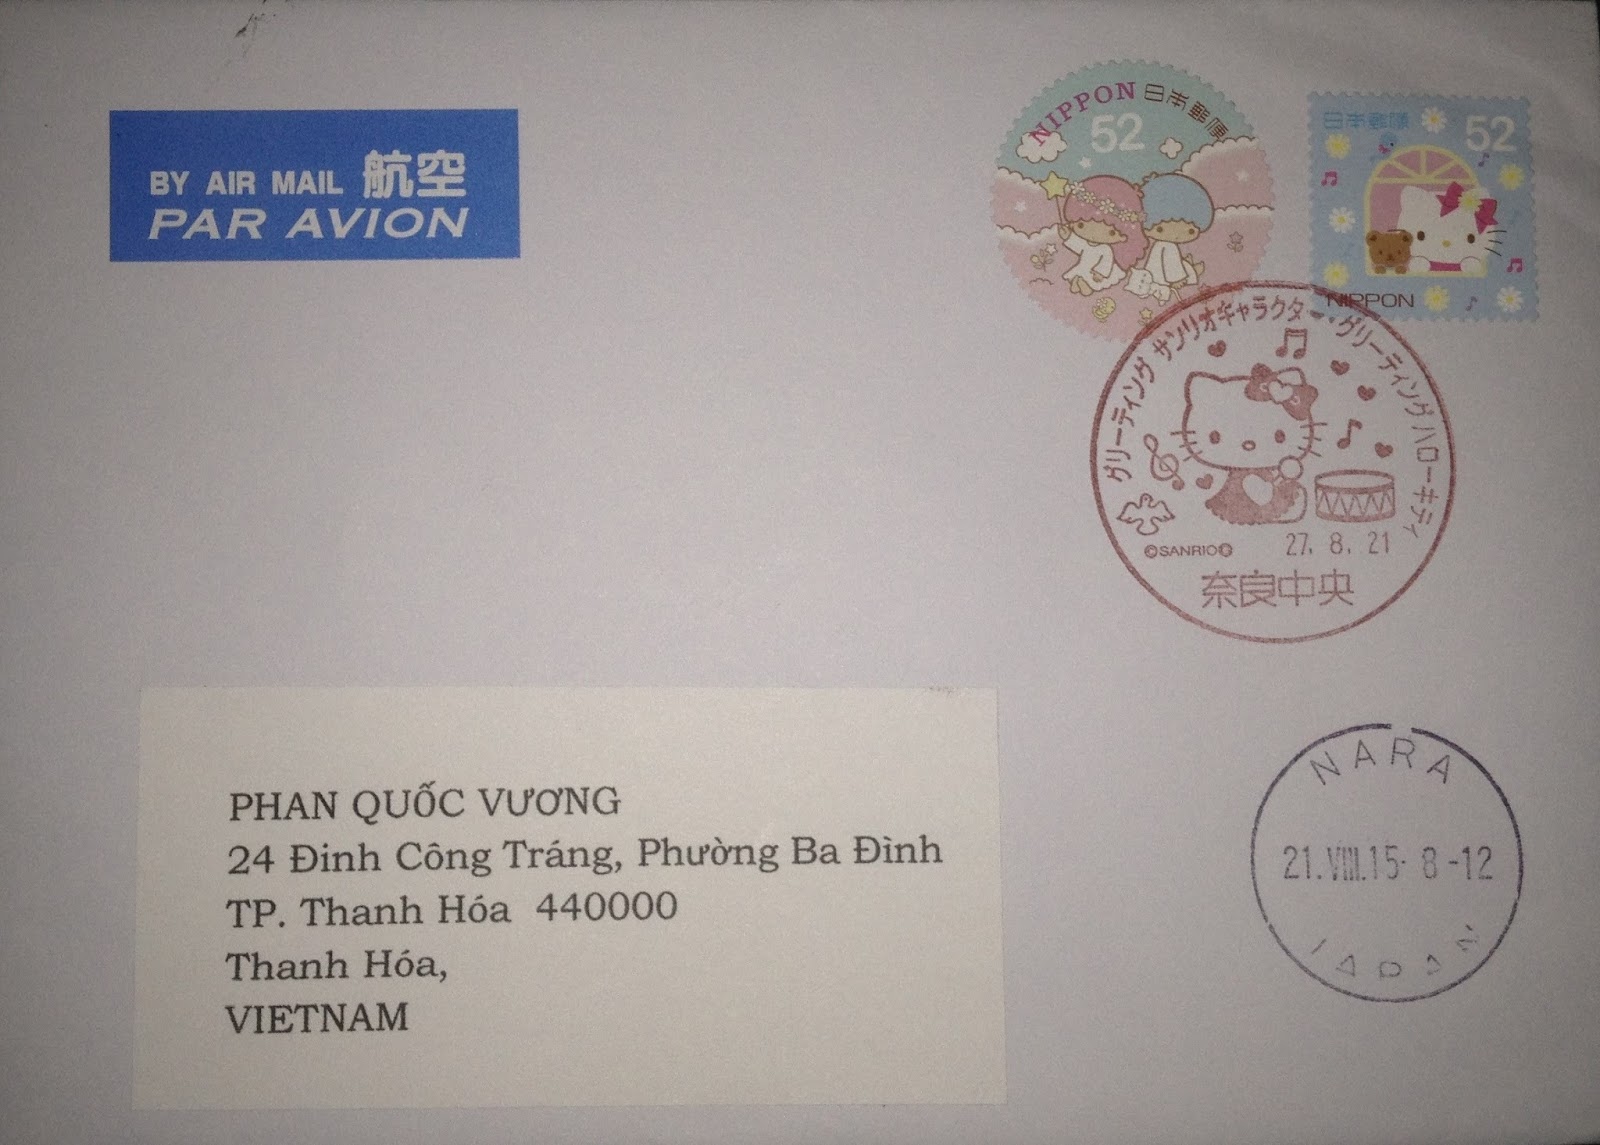 BY AIR MAIL 航空
PAR AVION
NIPPON 日本郵便
52
日本郵便 52
NIPPON
グリーティング サンリオキャラクター・グリーティング ハローキティ
©SANRIO
27. 8. 21
奈良中央
NARA
21.VIII.15. 8-12
JAPAN
PHAN QUỐC VƯƠNG
24 Đinh Công Tráng, Phường Ba Đình
TP. Thanh Hóa 440000
Thanh Hóa,
VIETNAM